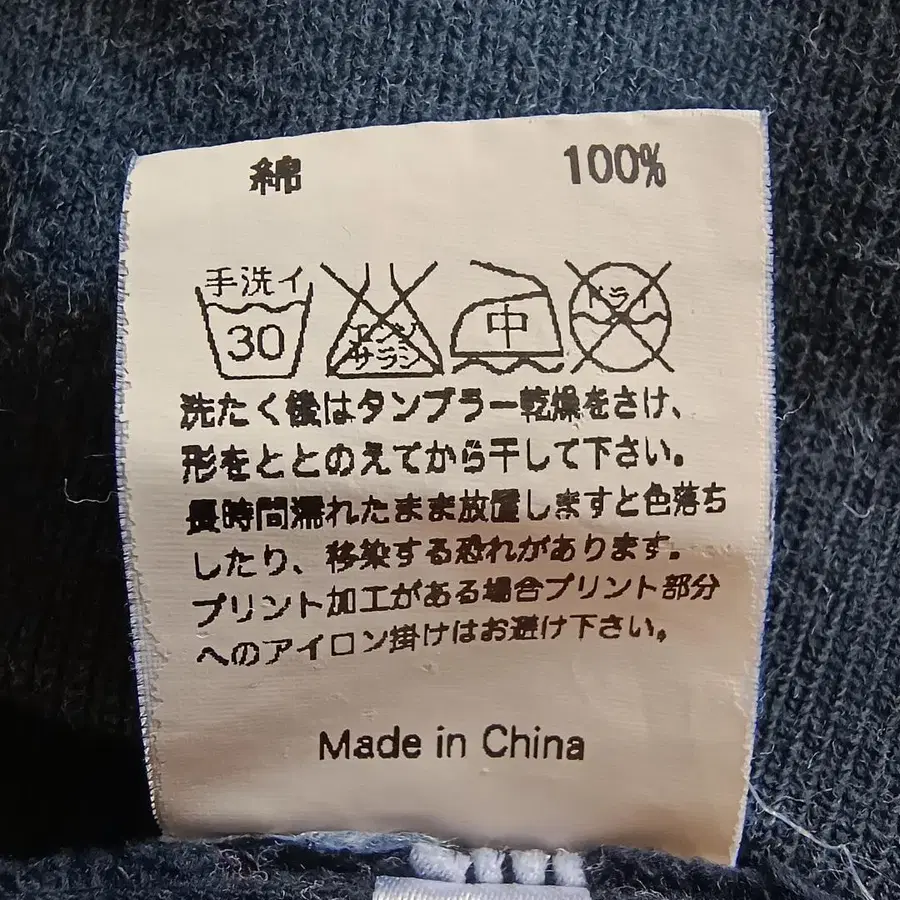 綿 100%
手洗イ
30
エンソ
サラシ
中
ドライ
洗たく後はタンブラー乾燥をさけ、
形をととのえてから干して下さい。
長時間濡れたまま放置しますと色落ち
したり、移染する恐れがあります。
プリント加工がある場合プリント部分
へのアイロン掛けはお避け下さい。
Made in China